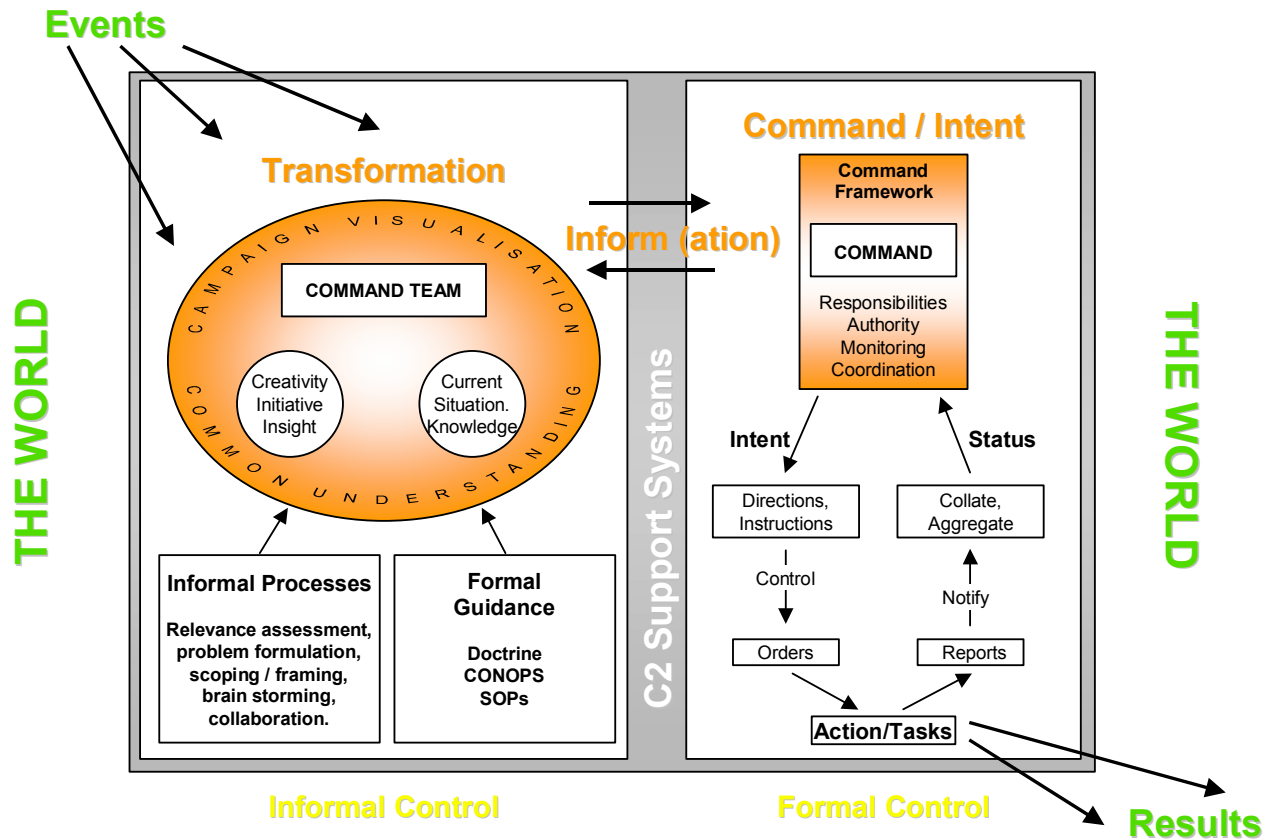 Events
THE WORLD
Transformation
CAMPAIGN VISUALISATION
COMMAND TEAM
Creativity
Initiative
Insight
Current
Situation.
Knowledge
COMMON UNDERSTANDING
Informal Processes
Relevance assessment,
problem formulation,
scoping / framing,
brain storming,
collaboration.
Formal
Guidance
Doctrine
CONOPS
SOPs
Informal Control
Inform (ation)
C2 Support Systems
Command / Intent
Command
Framework
COMMAND
Responsibilities
Authority
Monitoring
Coordination
Intent
Status
Directions,
Instructions
Collate,
Aggregate
Control
Notify
Orders
Reports
Action/Tasks
Formal Control
THE WORLD
Results